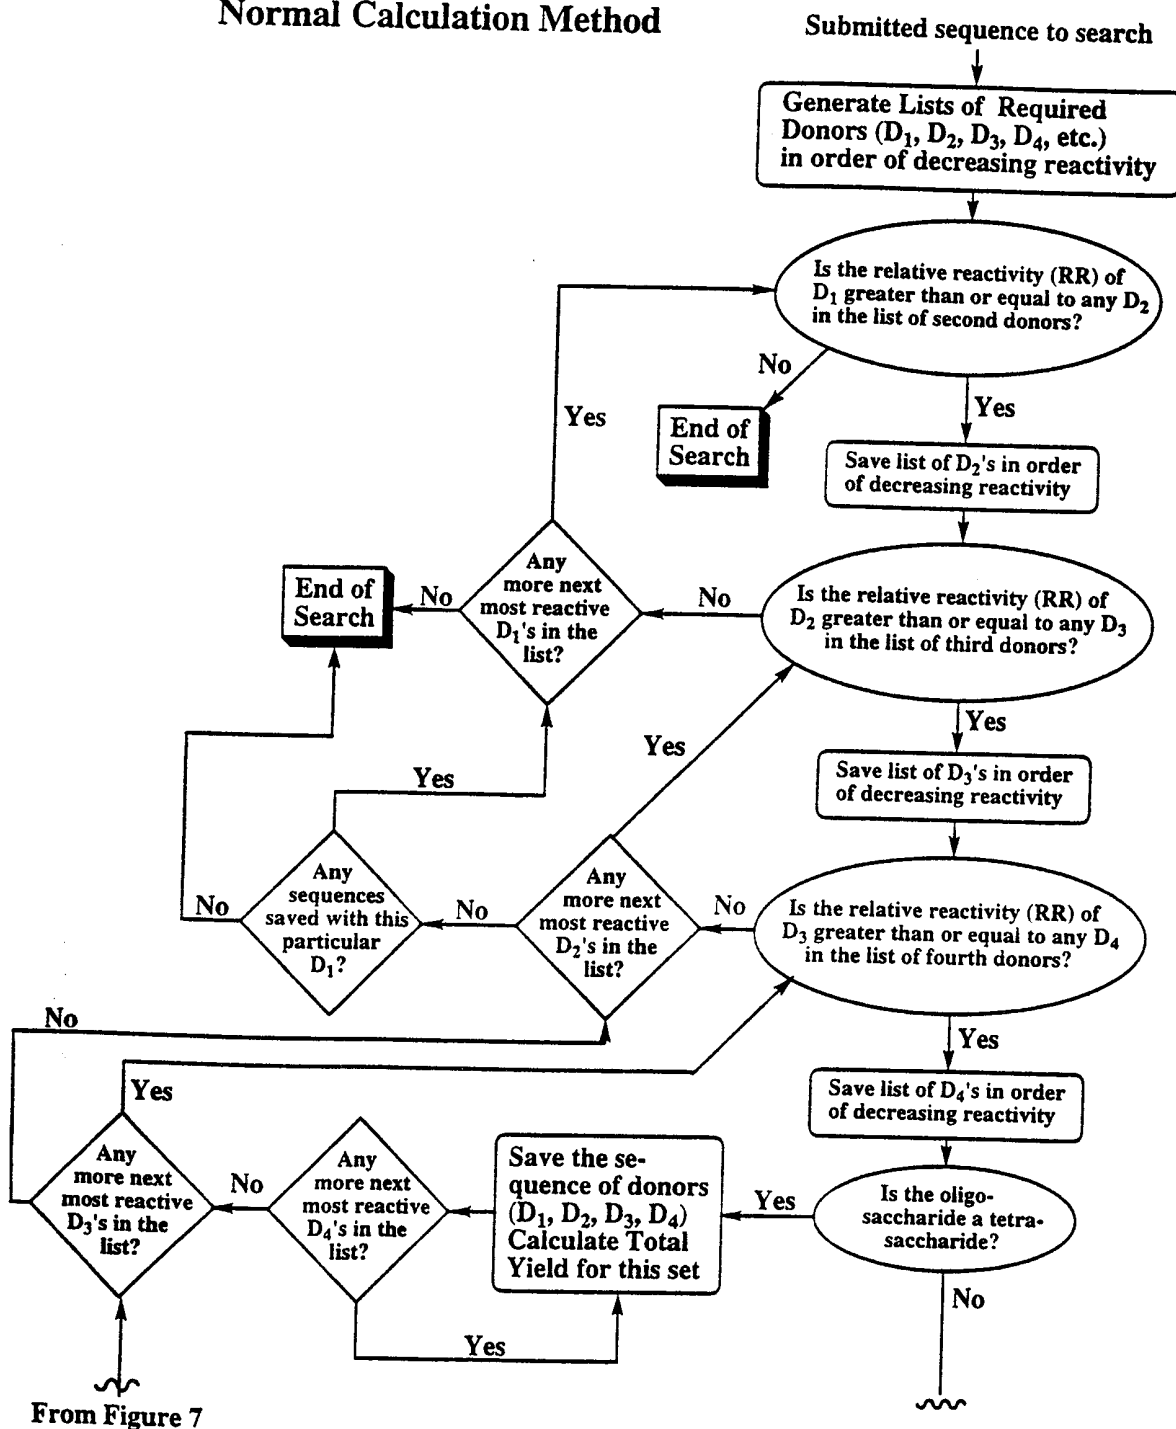 Normal Calculation Method
Submitted sequence to search
Generate Lists of Required
Donors (D₁, D₂, D₃, D₄, etc.)
in order of decreasing reactivity
Is the relative reactivity (RR) of
D₁ greater than or equal to any D₂
in the list of second donors?
No
Yes
Yes
End of
Search
Save list of D₂'s in order
of decreasing reactivity
Any
more next
most reactive
D₁'s in the
list?
No
End of
Search
No
Is the relative reactivity (RR) of
D₂ greater than or equal to any D₃
in the list of third donors?
Yes
Yes
Yes
Save list of D₃'s in order
of decreasing reactivity
Any
sequences
saved with this
particular
D₁?
No
No
Any
more next
most reactive
D₂'s in the
list?
No
Is the relative reactivity (RR) of
D₃ greater than or equal to any D₄
in the list of fourth donors?
No
Yes
Yes
Save list of D₄'s in order
of decreasing reactivity
Any
more next
most reactive
D₃'s in the
list?
No
Any
more next
most reactive
D₄'s in the
list?
Save the se-
quence of donors
(D₁, D₂, D₃, D₄)
Calculate Total
Yield for this set
Yes
Is the oligo-
saccharide a tetra-
saccharide?
No
Yes
From Figure 7